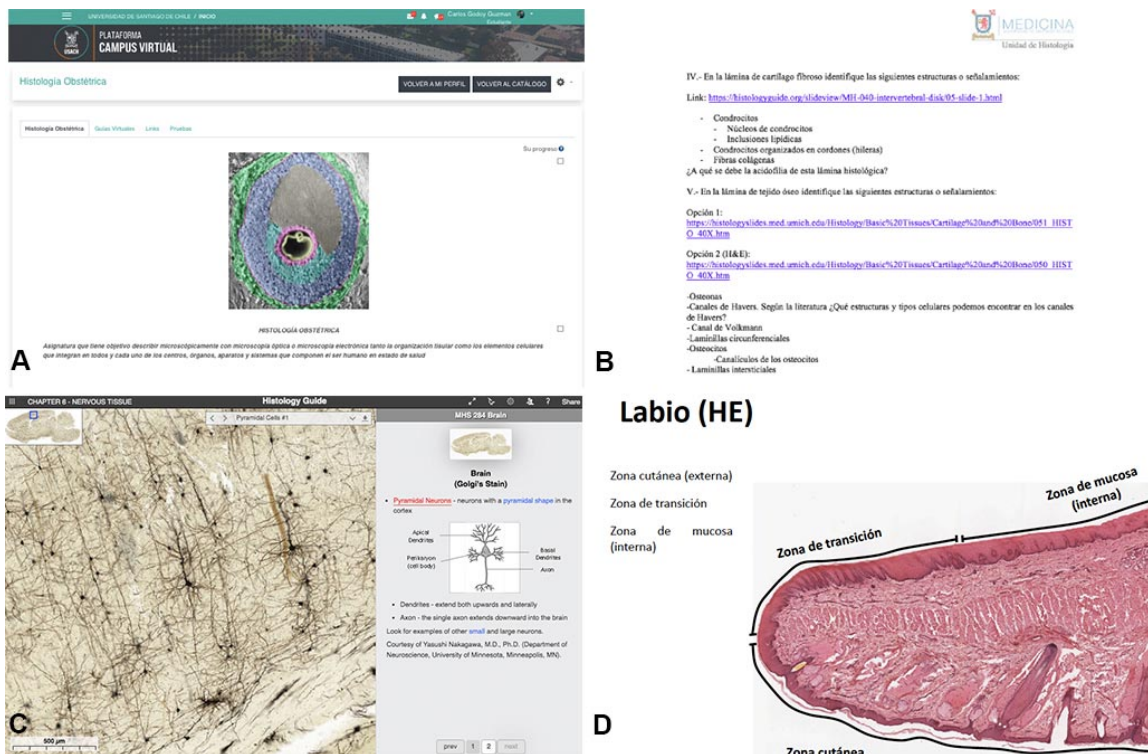 UNIVERSIDAD DE SANTIAGO DE CHILE / INICIO
Carlos Godoy Guzman
Estudiante
USACH
PLATAFORMA
CAMPUS VIRTUAL
Histología Obstétrica
VOLVER A MI PERFIL
VOLVER AL CATÁLOGO
Histología Obstétrica Guías Virtuales Links Pruebas
Su progreso
HISTOLOGÍA OBSTÉTRICA
Asignatura que tiene objetivo describir microscópicamente con microscopía óptica o microscopía electrónica tanto la organización tisular como los elementos celulares
que integran en todos y cada uno de los centros, órganos, aparatos y sistemas que componen el ser humano en estado de salud
A
MEDICINA
Unidad de Histología
IV.- En la lámina de cartílago fibroso identifique las siguientes estructuras o señalamientos:
Link: https://histologyguide.org/slideview/MH-040-intervertebral-disk/05-slide-1.html
- Condrocitos
- Núcleos de condrocitos
- Inclusiones lipídicas
- Condrocitos organizados en cordones (hileras)
- Fibras colágenas
¿A qué se debe la acidofilia de esta lámina histológica?
V.- En la lámina de tejido óseo identifique las siguientes estructuras o señalamientos:
Opción 1:
https://histologyslides.med.umich.edu/Histology/Basic%20Tissues/Cartilage%20and%20Bone/051_HIST
O_40X.htm
Opción 2 (H&E):
https://histologyslides.med.umich.edu/Histology/Basic%20Tissues/Cartilage%20and%20Bone/050_HIST
O_40X.htm
-Osteonas
-Canales de Havers. Según la literatura ¿Qué estructuras y tipos celulares podemos encontrar en los canales
de Havers?
- Canal de Volkmann
-Laminillas circunferenciales
-Osteocitos
-Canalículos de los osteocitos
- Laminillas intersticiales
B
CHAPTER 6 - NERVOUS TISSUE
Histology Guide
? Share
Pyramidal Cells #1
MHS 284 Brain
Brain
(Golgi's Stain)
• Pyramidal Neurons - neurons with a pyramidal shape in the
cortex
Apical
Dendrites
Perikaryon
(cell body)
Basal
Dendrites
Axon
• Dendrites - extend both upwards and laterally
• Axon - the single axon extends downward into the brain
Look for examples of other small and large neurons.
Courtesy of Yasushi Nakagawa, M.D., Ph.D. (Department of
Neuroscience, University of Minnesota, Minneapolis, MN).
500 µm
prev 1 2 next
C
Labio (HE)
Zona cutánea (externa)
Zona de transición
Zona de mucosa
(interna)
Zona de transición
Zona de mucosa
(interna)
Zona cutánea
D